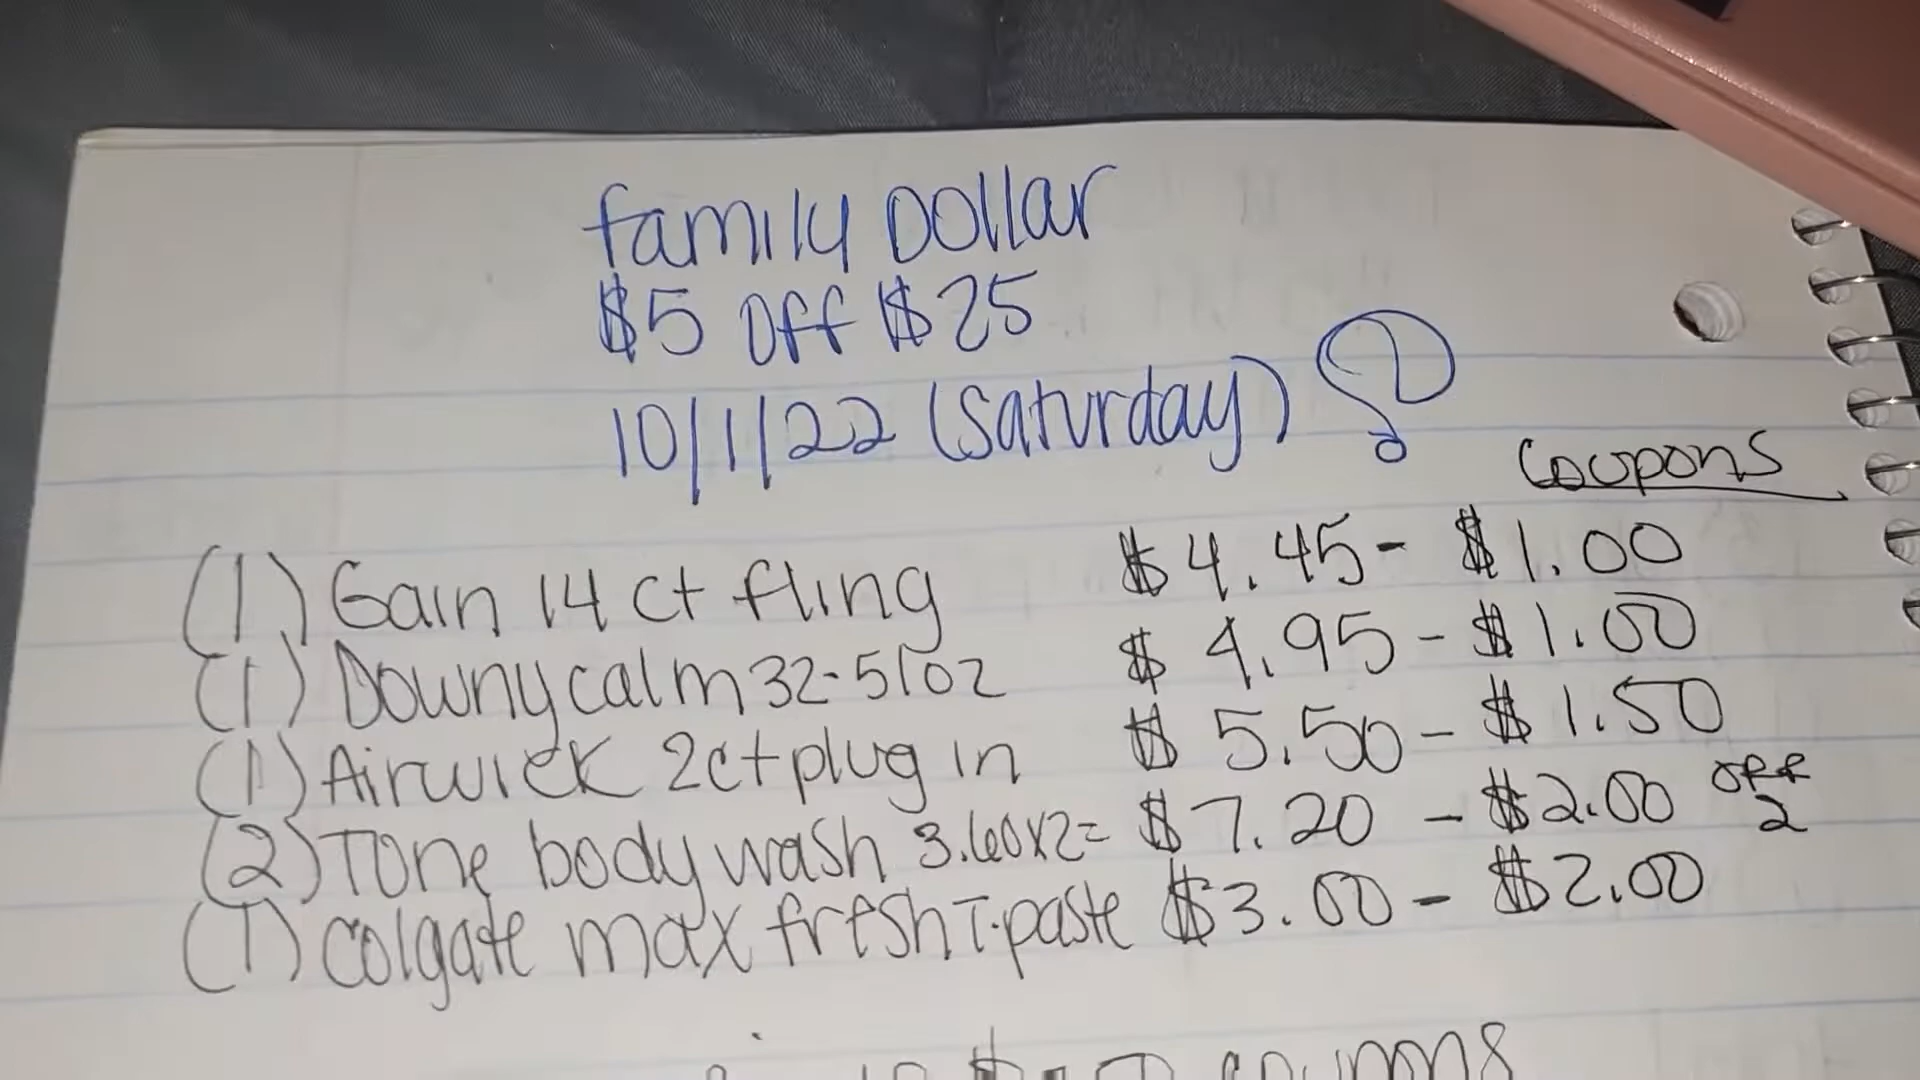 family Dollar
$5 off $25
10/1/22 (Saturday)
Coupons
(1) Gain 14 ct fling $4.45 - $1.00
(1) Downy calm 32-51oz $4.95 - $1.00
(1) Airwick 2ct plug in $5.50 - $1.50
(2) Tone body wash 3.60x2= $7.20 - $2.00 off 2
(1) Colgate max fresh T.paste $3.00 - $2.00
coupons